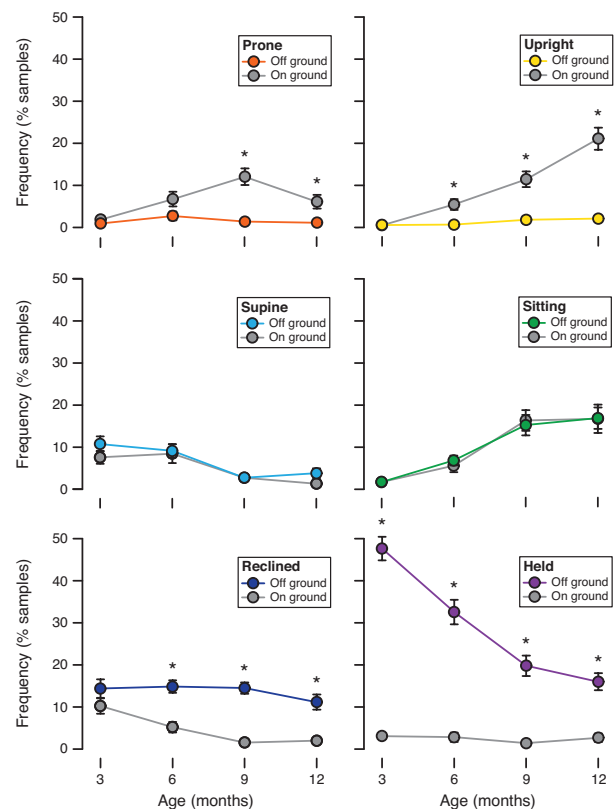 Prone
Off ground
On ground
Frequency (% samples)
50
40
30
20
10
0
*
*
Upright
Off ground
On ground
*
*
*
Supine
Off ground
On ground
Frequency (% samples)
50
40
30
20
10
0
Sitting
Off ground
On ground
Reclined
Off ground
On ground
Frequency (% samples)
50
40
30
20
10
0
*
*
*
3 6 9 12
Age (months)
Held
Off ground
On ground
*
*
*
*
3 6 9 12
Age (months)